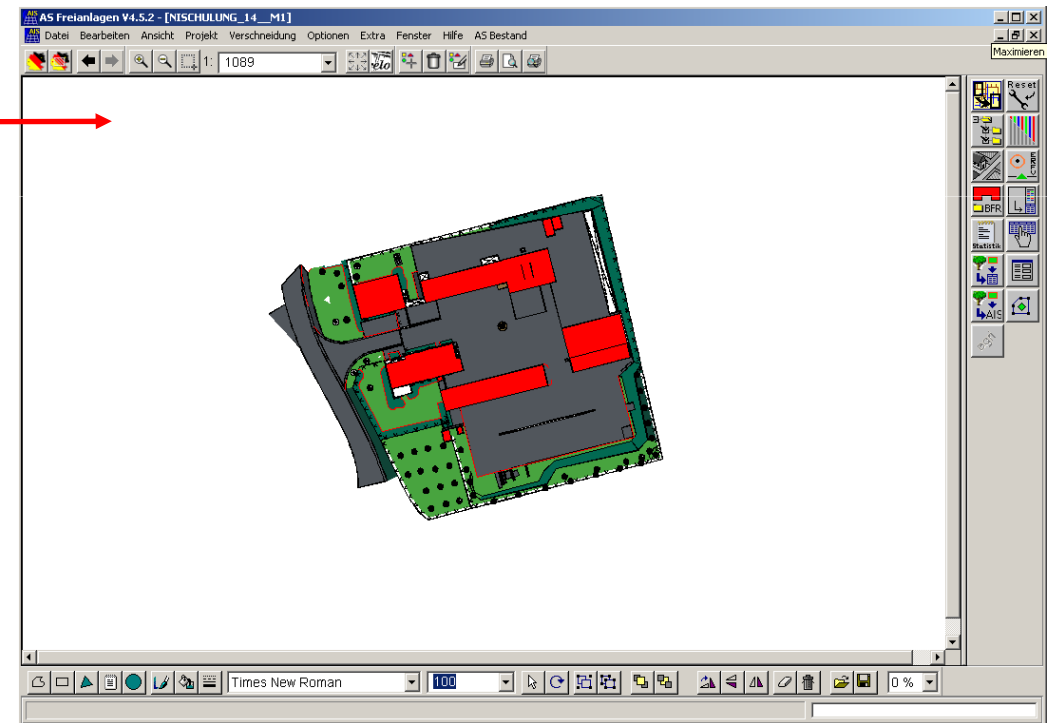 AS Freianlagen V4.5.2 - [NISCHULUNG_14__M1]
Datei Bearbeiten Ansicht Projekt Verschneidung Optionen Extra Fenster Hilfe AS Bestand
Maximieren
1: 1089
élo
Reset
BFR
Statistik
AIS
Times New Roman 100 0 %